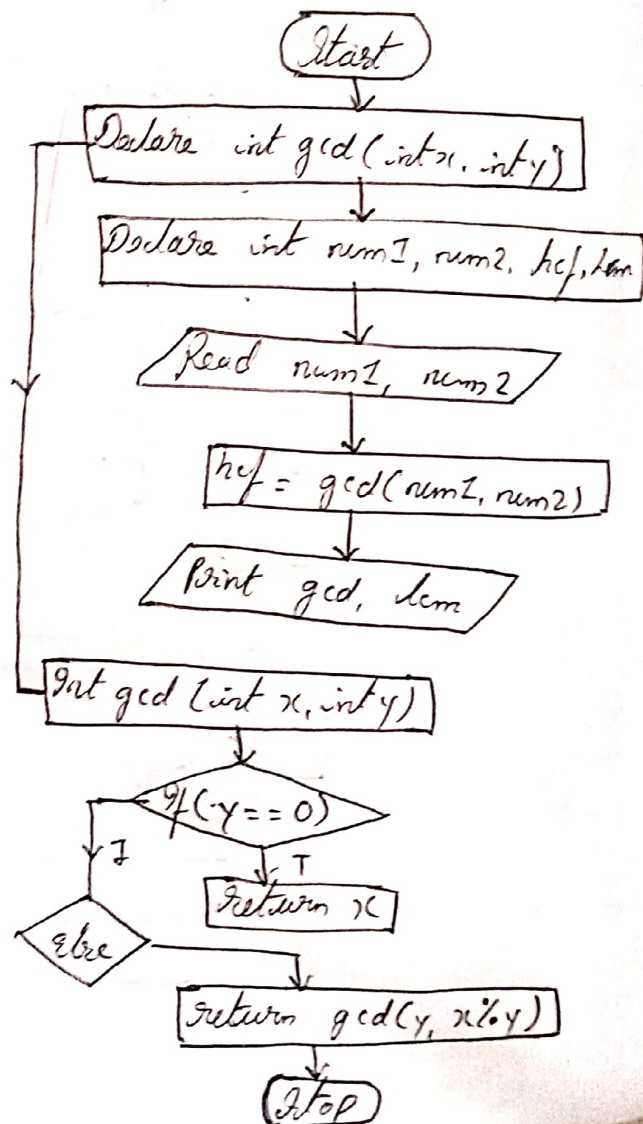 Start
Declare int gcd(int x, int y)
Declare int num1, num2, hcf, lcm
Read num1, num2
hcf = gcd(num1, num2)
Print gcd, lcm
Int gcd (int x, int y)
If(y==0)
F
T
return x
else
return gcd(y, x%y)
Stop